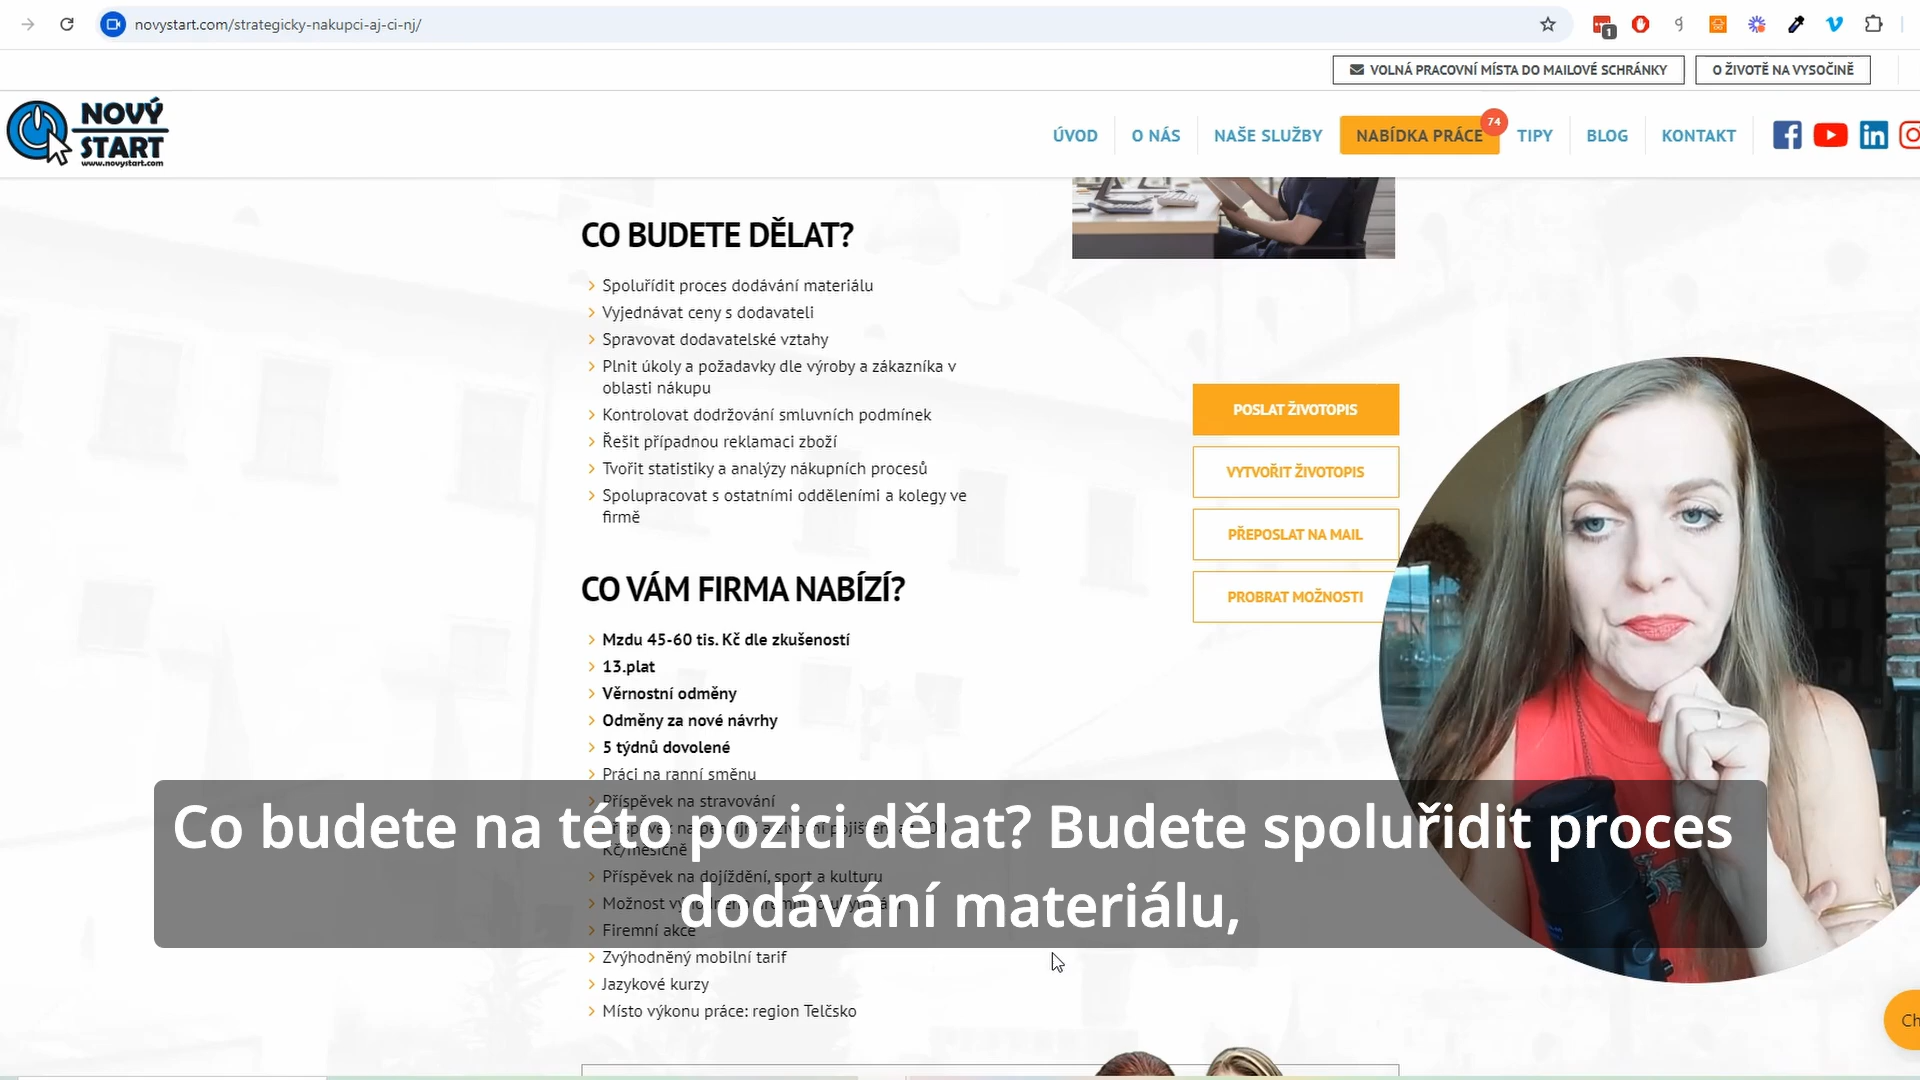 novystart.com/strategicky-nakupci-aj-ci-nj/
1
VOLNÁ PRACOVNÍ MÍSTA DO MAILOVÉ SCHRÁNKY
O ŽIVOTĚ NA VYSOČINĚ
NOVÝ
START
www.novystart.com
ÚVOD
O NÁS
NAŠE SLUŽBY
NABÍDKA PRÁCE
74
TIPY
BLOG
KONTAKT
CO BUDETE DĚLAT?
Spoluřídit proces dodávání materiálu
Vyjednávat ceny s dodavateli
Spravovat dodavatelské vztahy
Plnit úkoly a požadavky dle výroby a zákazníka v
oblasti nákupu
Kontrolovat dodržování smluvních podmínek
Řešit případnou reklamaci zboží
Tvořit statistiky a analýzy nákupních procesů
Spolupracovat s ostatními odděleními a kolegy ve
firmě
POSLAT ŽIVOTOPIS
VYTVOŘIT ŽIVOTOPIS
PŘEPOSLAT NA MAIL
PROBRAT MOŽNOSTI
CO VÁM FIRMA NABÍZÍ?
Mzdu 45-60 tis. Kč dle zkušeností
13.plat
Věrnostní odměny
Odměny za nové návrhy
5 týdnů dovolené
Práci na ranní směnu
Příspěvek na stravování
Kč/měsíčně
Příspěvek na dojíždění, sport a kulturu
Možnost
Firemní akce
Zvýhodněný mobilní tarif
Jazykové kurzy
Místo výkonu práce: region Telčsko
Co budete na této pozici dělat? Budete spoluřidit proces
dodávání materiálu,
Ch